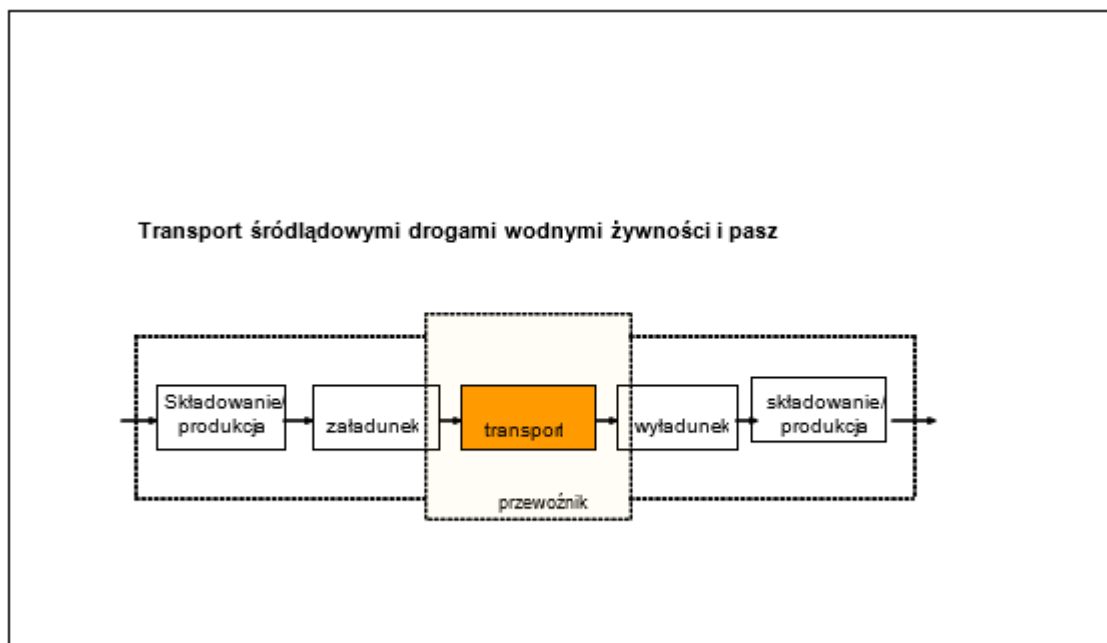 Transport śródlądowymi drogami wodnymi żywności i pasz
Składowanie/
produkcja
załadunek
transport
wyładunek
składowanie/
produkcja
przewoźnik